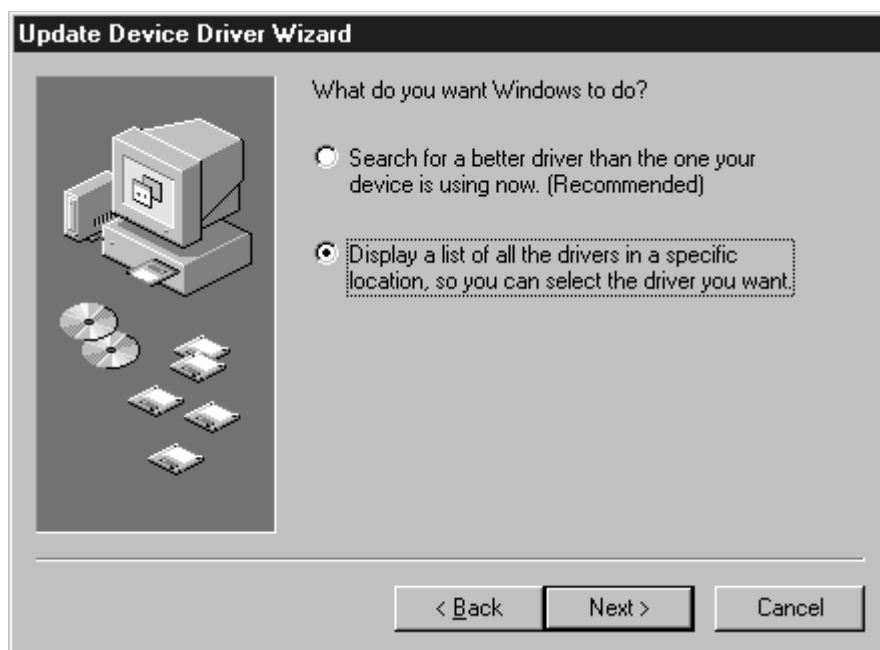 Update Device Driver Wizard
What do you want Windows to do?
Search for a better driver than the one your
device is using now. (Recommended)
Display a list of all the drivers in a specific
location, so you can select the driver you want.
< Back
Next >
Cancel